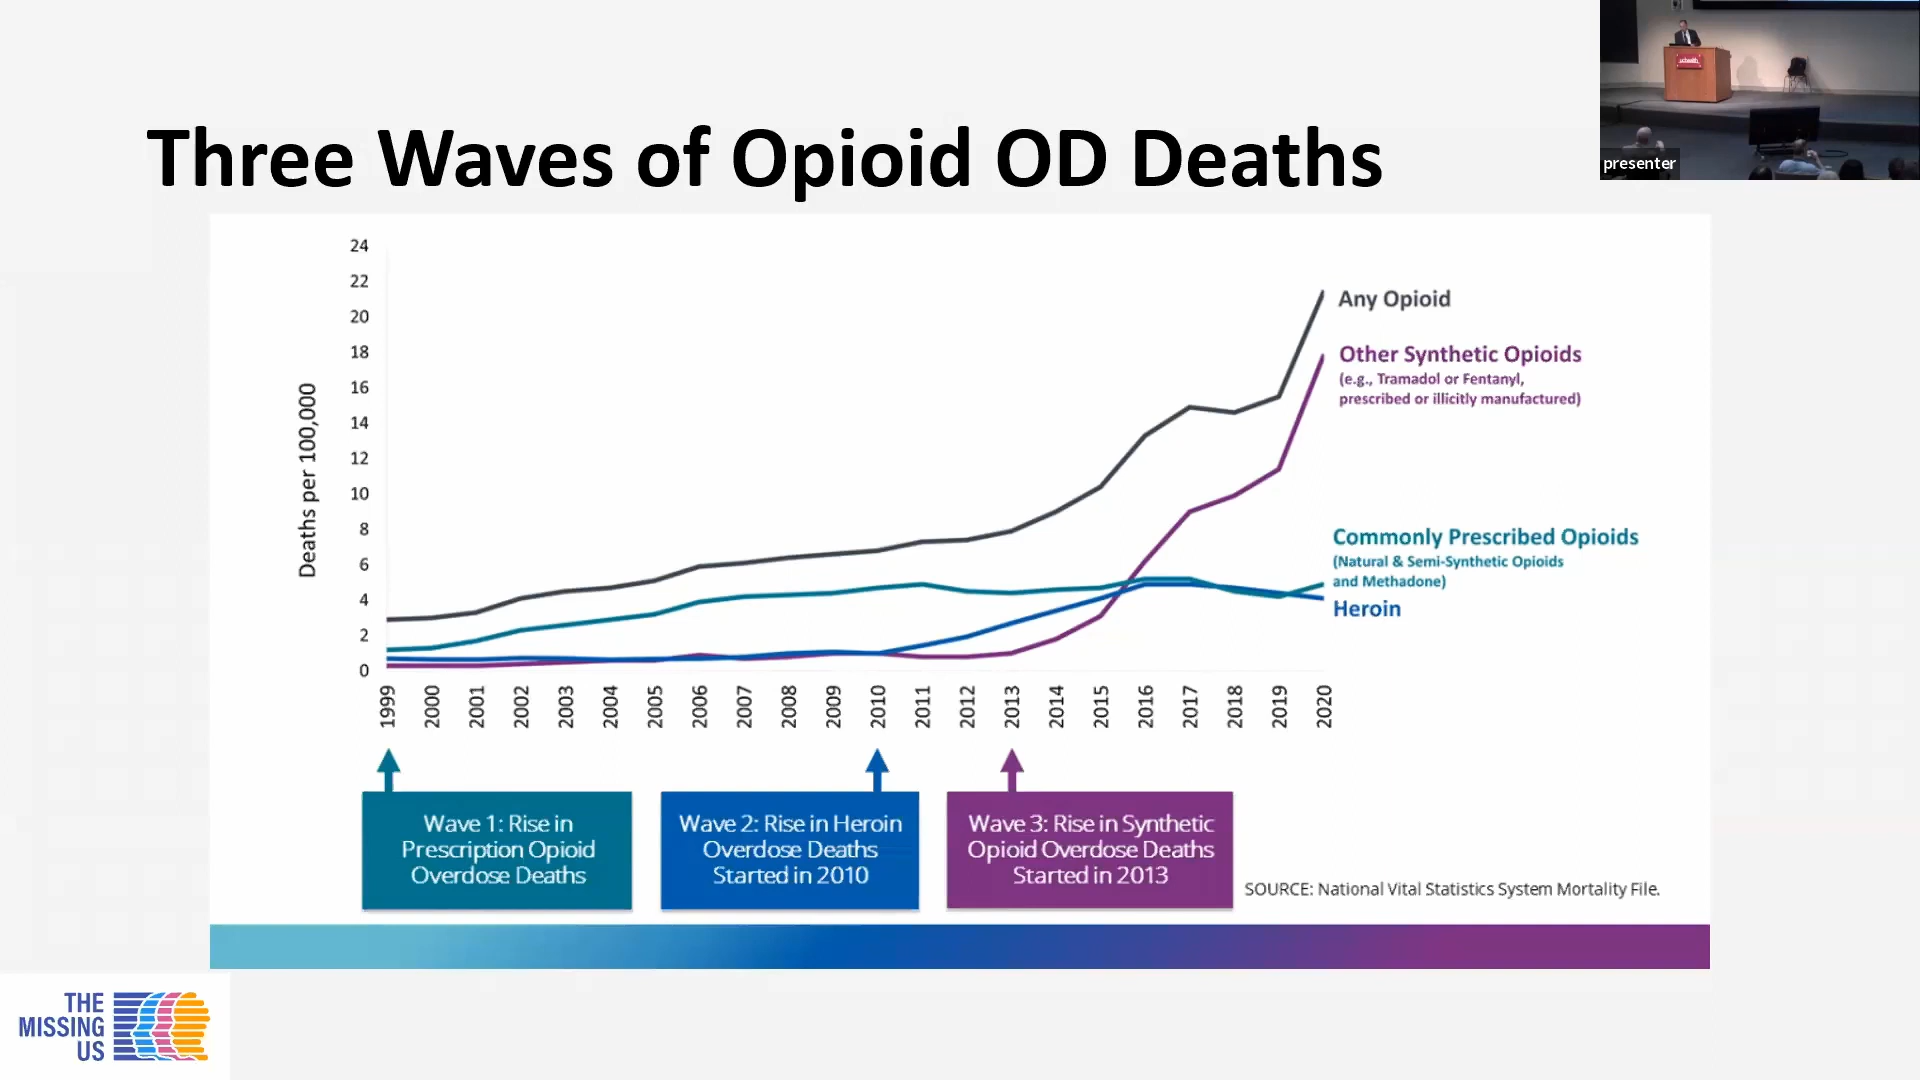 Three Waves of Opioid OD Deaths
presenter
uchealth
Deaths per 100,000
24
22
20
18
16
14
12
10
8
6
4
2
0
Any Opioid
Other Synthetic Opioids
(e.g., Tramadol or Fentanyl,
prescribed or illicitly manufactured)
Commonly Prescribed Opioids
(Natural & Semi-Synthetic Opioids
and Methadone)
Heroin
1999
2000
2001
2002
2003
2004
2005
2006
2007
2008
2009
2010
2011
2012
2013
2014
2015
2016
2017
2018
2019
2020
Wave 1: Rise in
Prescription Opioid
Overdose Deaths
Wave 2: Rise in Heroin
Overdose Deaths
Started in 2010
Wave 3: Rise in Synthetic
Opioid Overdose Deaths
Started in 2013
SOURCE: National Vital Statistics System Mortality File.
THE
MISSING
US